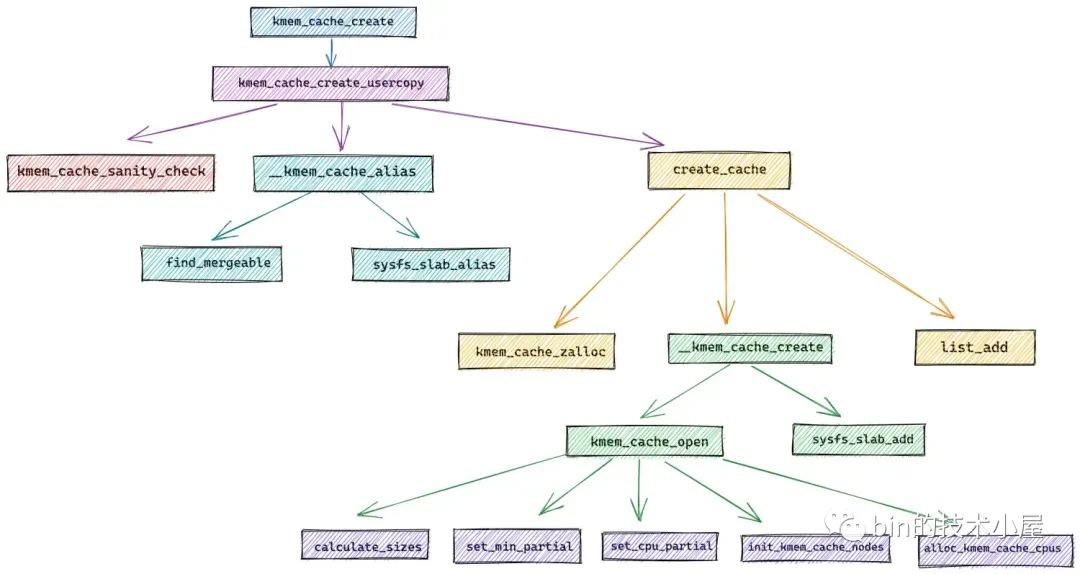 kmem_cache_create
kmem_cache_create_usercopy
kmem_cache_sanity_check
__kmem_cache_alias
create_cache
find_mergeable
sysfs_slab_alias
kmem_cache_zalloc
__kmem_cache_create
list_add
kmem_cache_open
sysfs_slab_add
calculate_sizes
set_min_partial
set_cpu_partial
init_kmem_cache_nodes
alloc_kmem_cache_cpus
bin的技术小屋